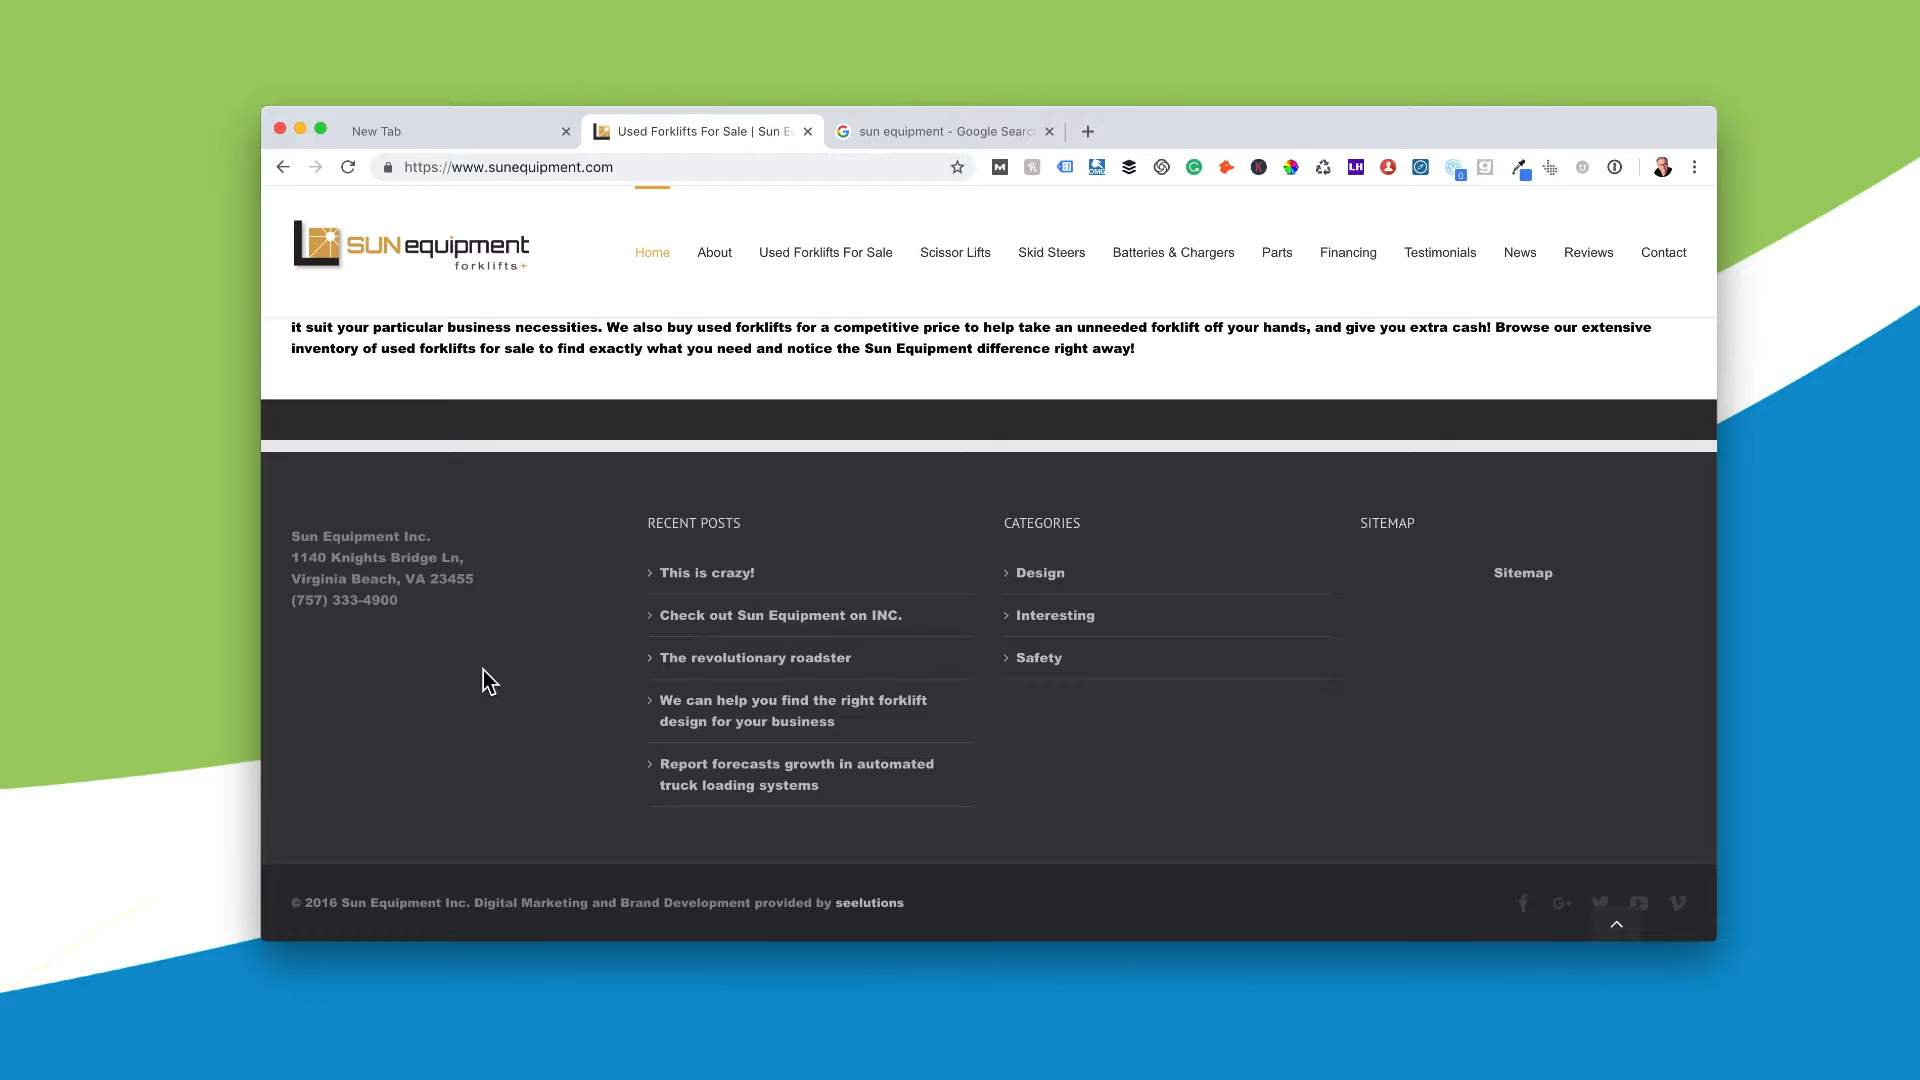 New Tab
Used Forklifts For Sale | Sun E
sun equipment - Google Searc
https://www.sunequipment.com
SUN equipment
forklifts+
Home
About
Used Forklifts For Sale
Scissor Lifts
Skid Steers
Batteries & Chargers
Parts
Financing
Testimonials
News
Reviews
Contact
it suit your particular business necessities. We also buy used forklifts for a competitive price to help take an unneeded forklift off your hands, and give you extra cash! Browse our extensive
inventory of used forklifts for sale to find exactly what you need and notice the Sun Equipment difference right away!
Sun Equipment Inc.
1140 Knights Bridge Ln,
Virginia Beach, VA 23455
(757) 333-4900
RECENT POSTS
This is crazy!
Check out Sun Equipment on INC.
The revolutionary roadster
We can help you find the right forklift
design for your business
Report forecasts growth in automated
truck loading systems
CATEGORIES
Design
Interesting
Safety
SITEMAP
Sitemap
© 2016 Sun Equipment Inc. Digital Marketing and Brand Development provided by seelutions